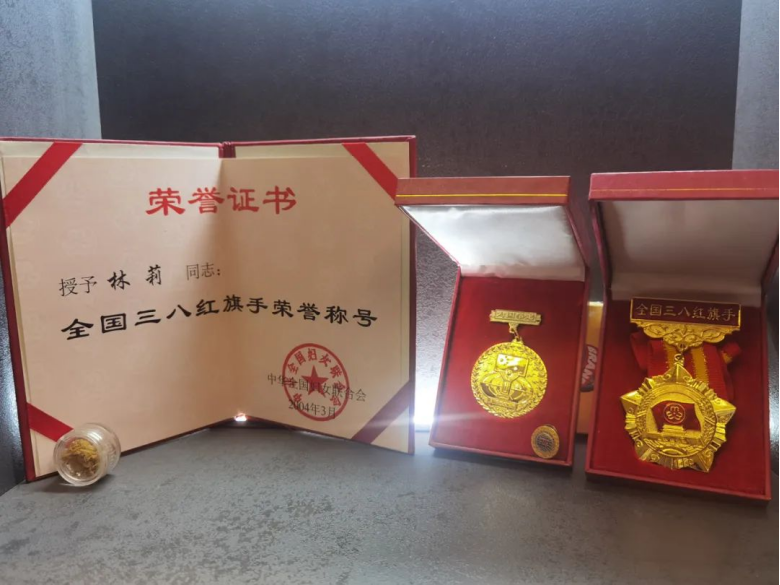 荣誉证书
授予 林莉 同志：
全国三八红旗手荣誉称号
中华全国妇女联合会
2004年3月
全国三八红旗手